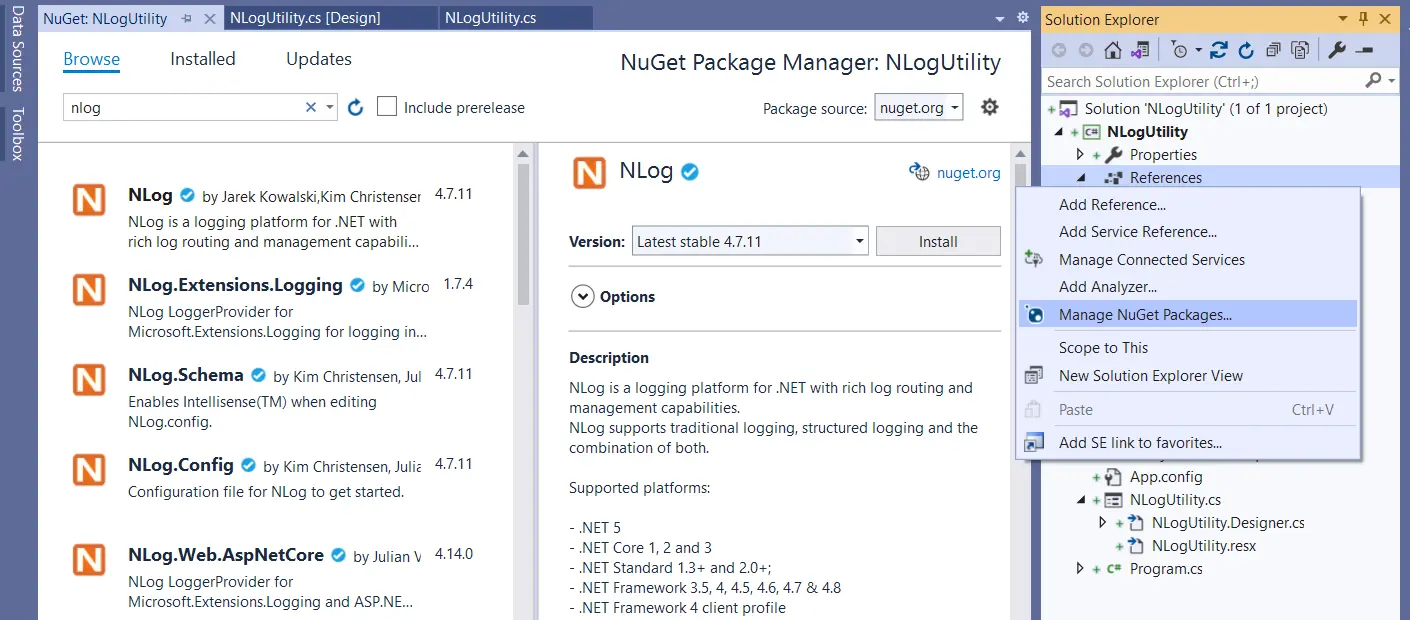 Data Sources
Toolbox
NuGet: NLogUtility
NLogUtility.cs [Design]
NLogUtility.cs
Browse
Installed
Updates
NuGet Package Manager: NLogUtility
nlog
Include prerelease
Package source:
nuget.org
NLog
by Jarek Kowalski,Kim Christenser
4.7.11
NLog is a logging platform for .NET with
rich log routing and management capabili...
NLog.Extensions.Logging
by Micro
1.7.4
NLog LoggerProvider for
Microsoft.Extensions.Logging for logging in...
NLog.Schema
by Kim Christensen, Jul
4.7.11
Enables Intellisense(TM) when editing
NLog.config.
NLog.Config
by Kim Christensen, Julia
4.7.11
Configuration file for NLog to get started.
NLog.Web.AspNetCore
by Julian V
4.14.0
NLog LoggerProvider for
Microsoft.Extensions.Logging and ASP.NE...
NLog
nuget.org
Version:
Latest stable 4.7.11
Install
Options
Description
NLog is a logging platform for .NET with rich log routing and
management capabilities.
NLog supports traditional logging, structured logging and the
combination of both.
Supported platforms:
- .NET 5
- .NET Core 1, 2 and 3
- .NET Standard 1.3+ and 2.0+;
- .NET Framework 3.5, 4, 4.5, 4.6, 4.7 & 4.8
- .NET Framework 4 client profile
Solution Explorer
Search Solution Explorer (Ctrl+;)
Solution 'NLogUtility' (1 of 1 project)
C# NLogUtility
Properties
References
Add Reference...
Add Service Reference...
Manage Connected Services
Add Analyzer...
Manage NuGet Packages...
Scope to This
New Solution Explorer View
Paste
Ctrl+V
Add SE link to favorites...
App.config
NLogUtility.cs
NLogUtility.Designer.cs
NLogUtility.resx
C# Program.cs